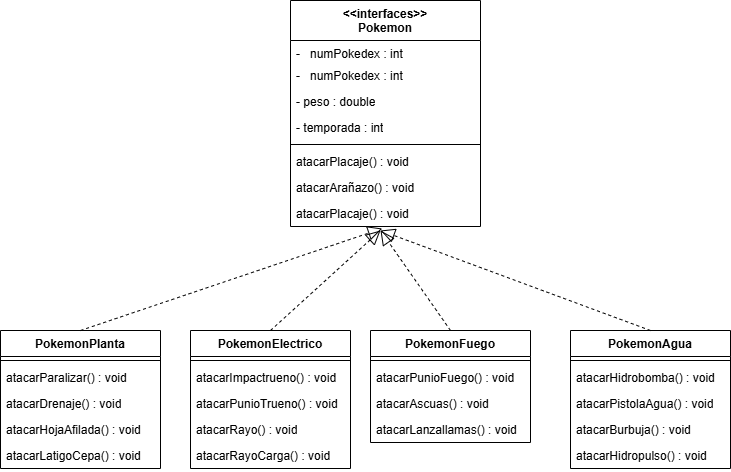 <<interfaces>>
Pokemon
- numPokedex : int
- numPokedex : int
- peso : double
- temporada : int
atacarPlacaje() : void
atacarArañazo() : void
atacarPlacaje() : void
PokemonPlanta
atacarParalizar() : void
atacarDrenaje() : void
atacarHojaAfilada() : void
atacarLatigoCepa() : void
PokemonElectrico
atacarImpactrueno() : void
atacarPunioTrueno() : void
atacarRayo() : void
atacarRayoCarga() : void
PokemonFuego
atacarPunioFuego() : void
atacarAscuas() : void
atacarLanzallamas() : void
PokemonAgua
atacarHidrobomba() : void
atacarPistolaAgua() : void
atacarBurbuja() : void
atacarHidropulso() : void